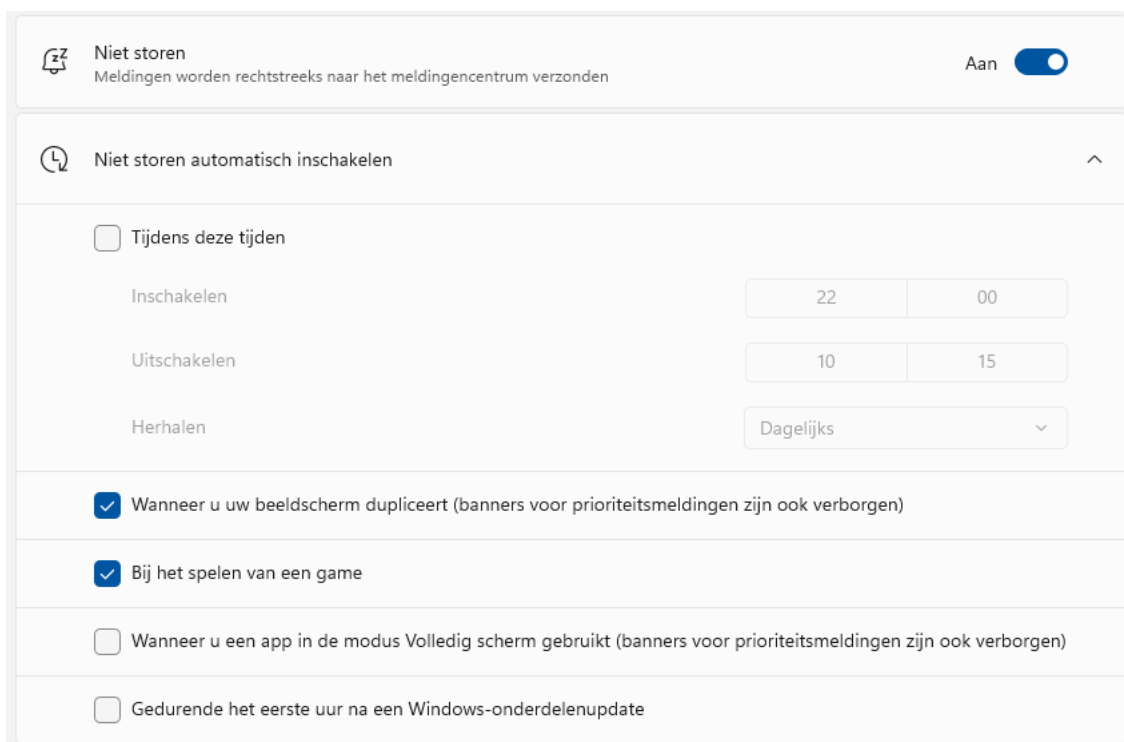 Niet storen
Meldingen worden rechtstreeks naar het meldingencentrum verzonden
Aan
Niet storen automatisch inschakelen
Tijdens deze tijden
Inschakelen 22 00
Uitschakelen 10 15
Herhalen Dagelijks
Wanneer u uw beeldscherm dupliceert (banners voor prioriteitsmeldingen zijn ook verborgen)
Bij het spelen van een game
Wanneer u een app in de modus Volledig scherm gebruikt (banners voor prioriteitsmeldingen zijn ook verborgen)
Gedurende het eerste uur na een Windows-onderdelenupdate